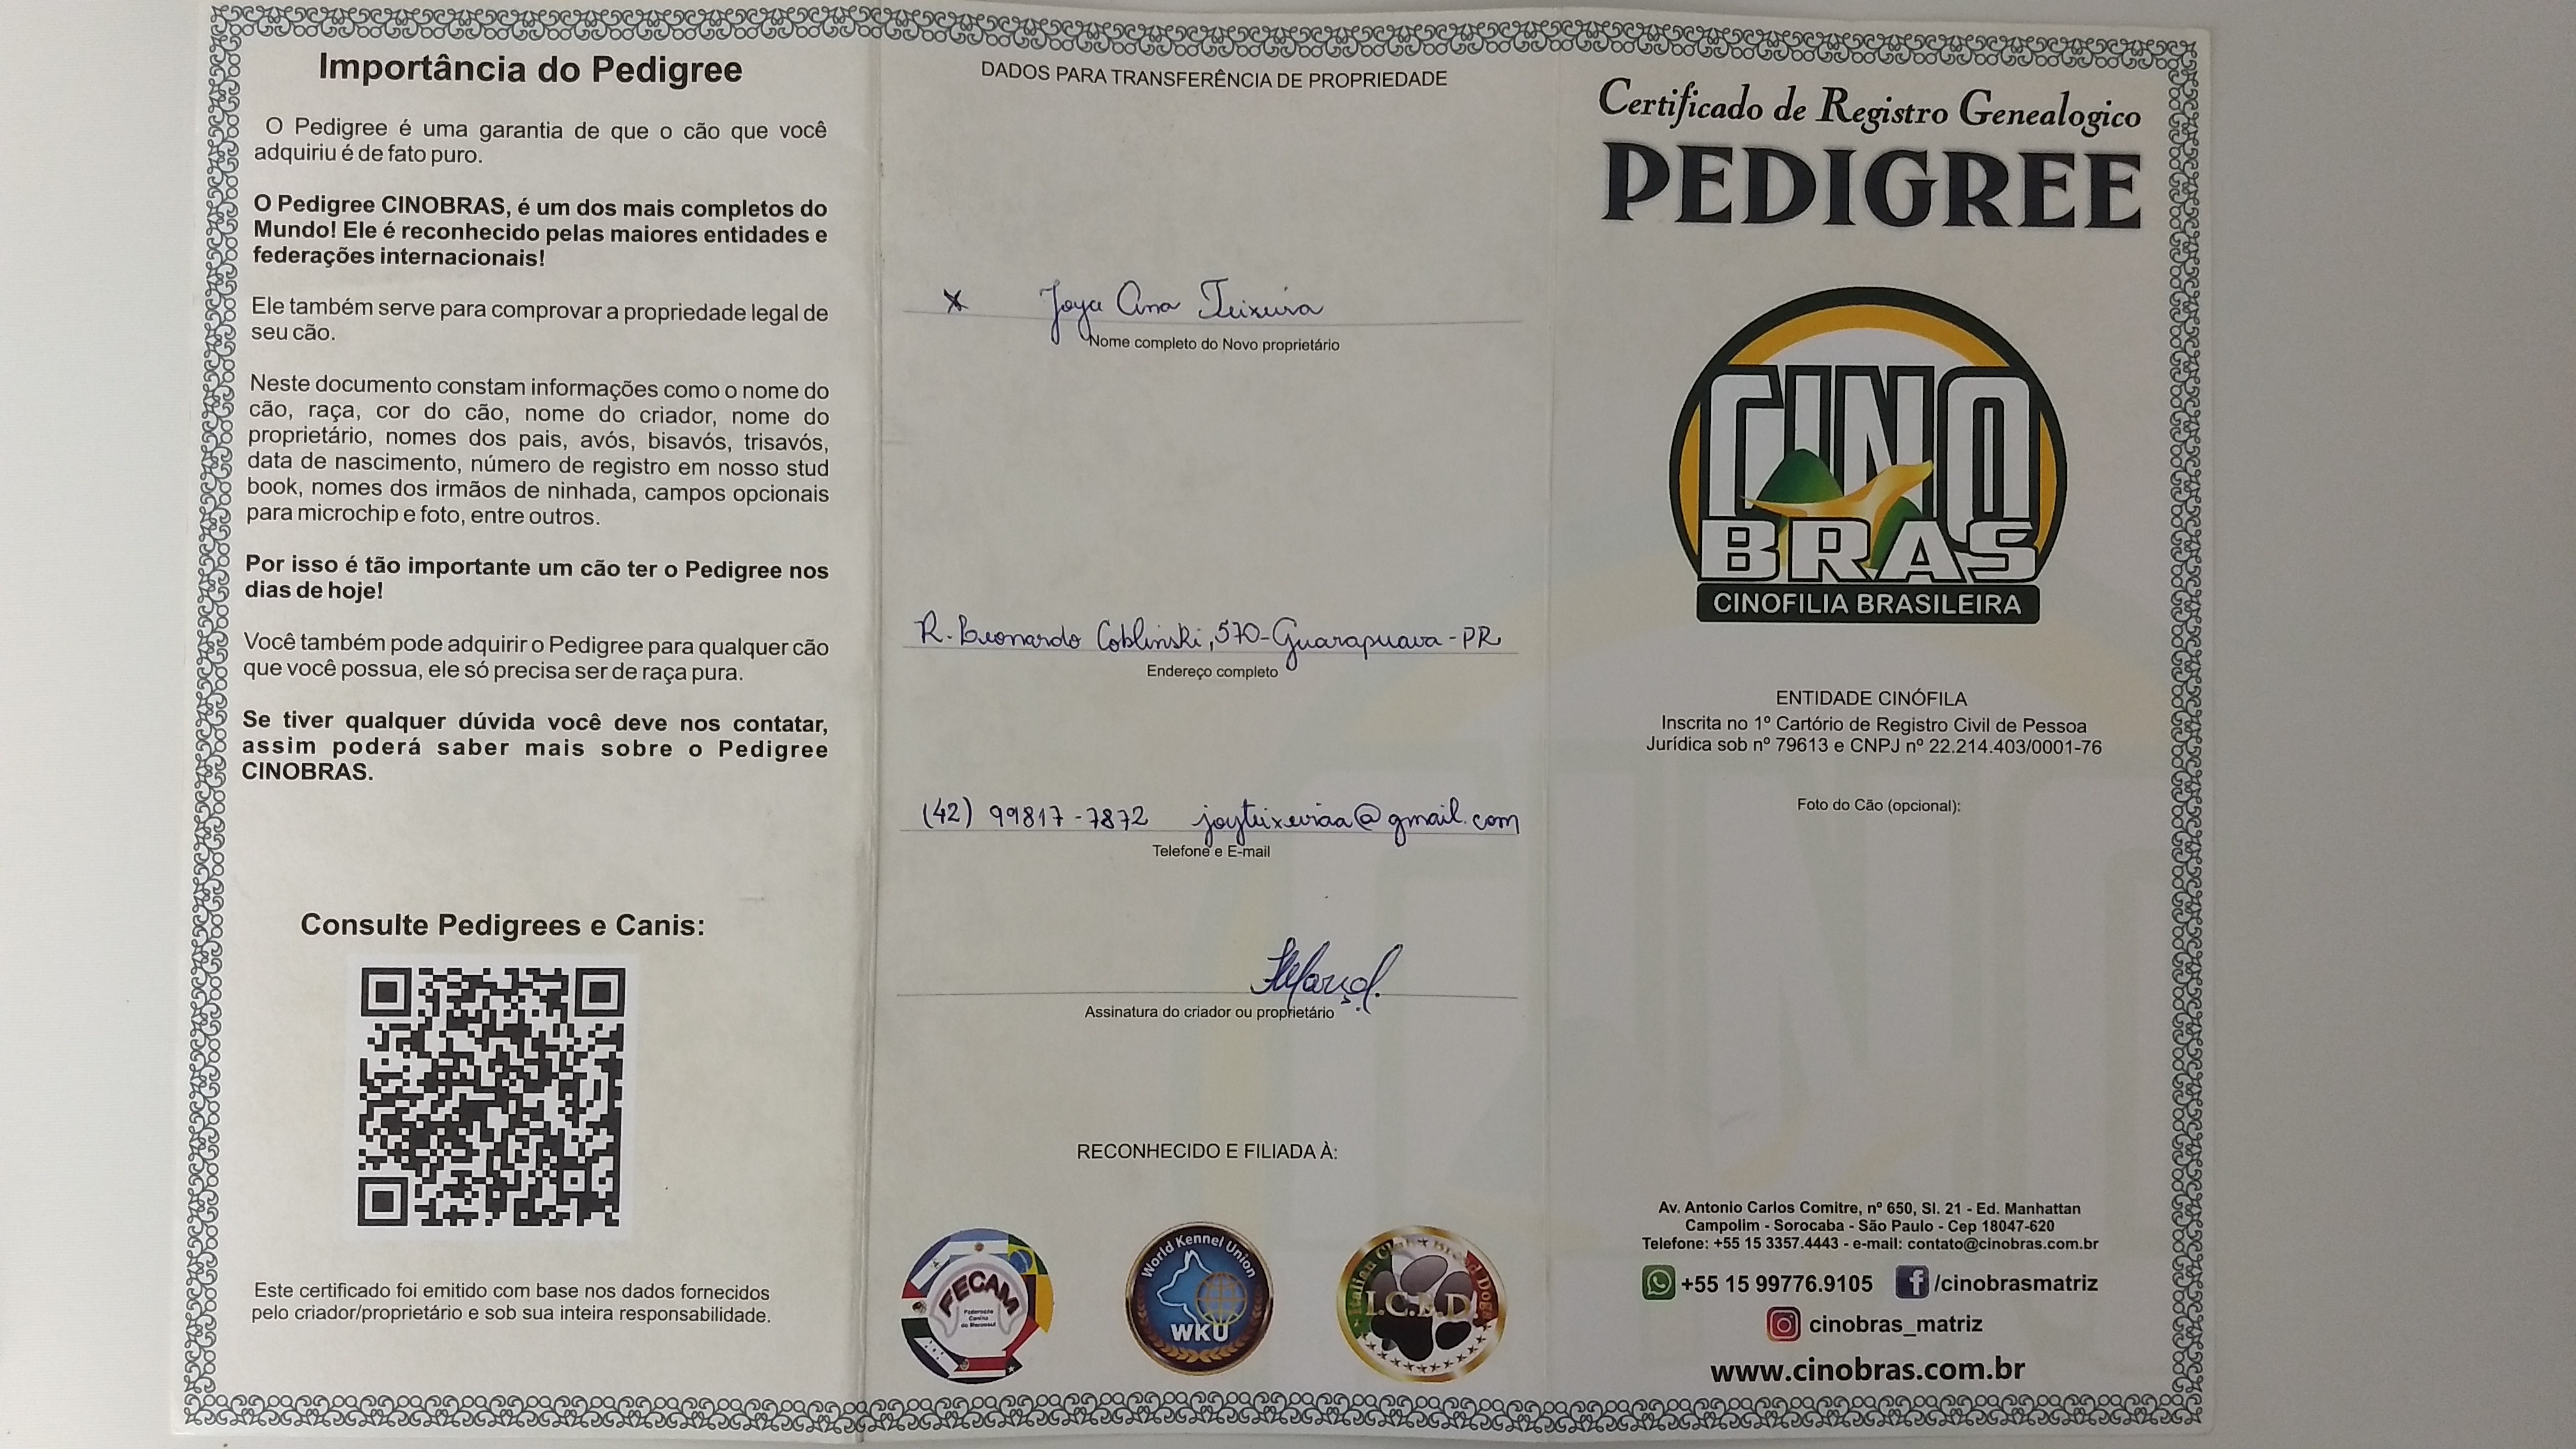 Importância do Pedigree
O Pedigree é uma garantia de que o cão que você
adquiriu é de fato puro.
O Pedigree CINOBRAS, é um dos mais completos do
Mundo! Ele é reconhecido pelas maiores entidades e
federações internacionais!
Ele também serve para comprovar a propriedade legal de
seu cão.
Neste documento constam informações como o nome do
cão, raça, cor do cão, nome do criador, nome do
proprietário, nomes dos pais, avós, bisavós, trisavós,
data de nascimento, número de registro em nosso stud
book, nomes dos irmãos de ninhada, campos opcionais
para microchip e foto, entre outros.
Por isso é tão importante um cão ter o Pedigree nos
dias de hoje!
Você também pode adquirir o Pedigree para qualquer cão
que você possua, ele só precisa ser de raça pura.
Se tiver qualquer dúvida você deve nos contatar,
assim poderá saber mais sobre o Pedigree
CINOBRAS.
Consulte Pedigrees e Canis:
Este certificado foi emitido com base nos dados fornecidos
pelo criador/proprietário e sob sua inteira responsabilidade.
DADOS PARA TRANSFERÊNCIA DE PROPRIEDADE
x Joyce Ana Teixeira
Nome completo do Novo proprietário
R. Leonardo Coblinski, 570 - Guarapuava - PR
Endereço completo
(42) 99817-7872 joyteixeiraa@gmail.com
Telefone e E-mail
Assinatura do criador ou proprietário
RECONHECIDO E FILIADA À:
FECAM
Federação
Canina
do Mercosul
World Kennel Union
WKU
Italian Club Breed Dogs
I.C.B.D
Certificado de Registro Genealogico
PEDIGREE
CINO
BRAS
CINOFILIA BRASILEIRA
ENTIDADE CINÓFILA
Inscrita no 1º Cartório de Registro Civil de Pessoa
Jurídica sob nº 79613 e CNPJ nº 22.214.403/0001-76
Foto do Cão (opcional):
Av. Antonio Carlos Comitre, nº 650, Sl. 21 - Ed. Manhattan
Campolim - Sorocaba - São Paulo - Cep 18047-620
Telefone: +55 15 3357.4443 - e-mail: contato@cinobras.com.br
+55 15 99776.9105 /cinobrasmatriz
cinobras_matriz
www.cinobras.com.br